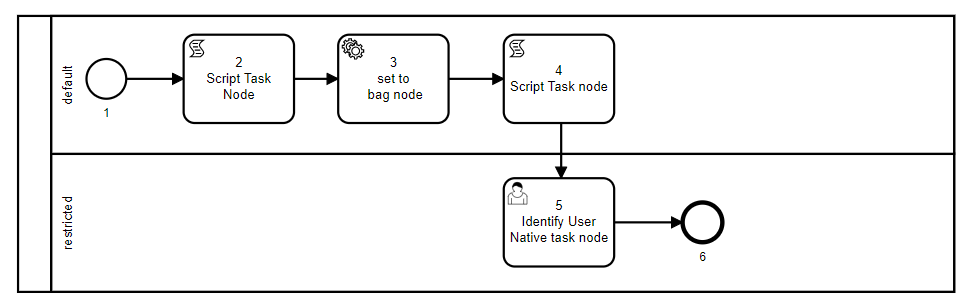 default
1
2
Script Task
Node
3
set to
bag node
4
Script Task node
restricted
5
Identify User
Native task node
6